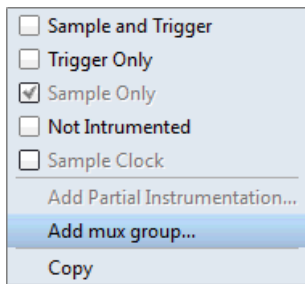 Sample and Trigger
Trigger Only
Sample Only
Not Intrumented
Sample Clock
Add Partial Instrumentation...
Add mux group...
Copy